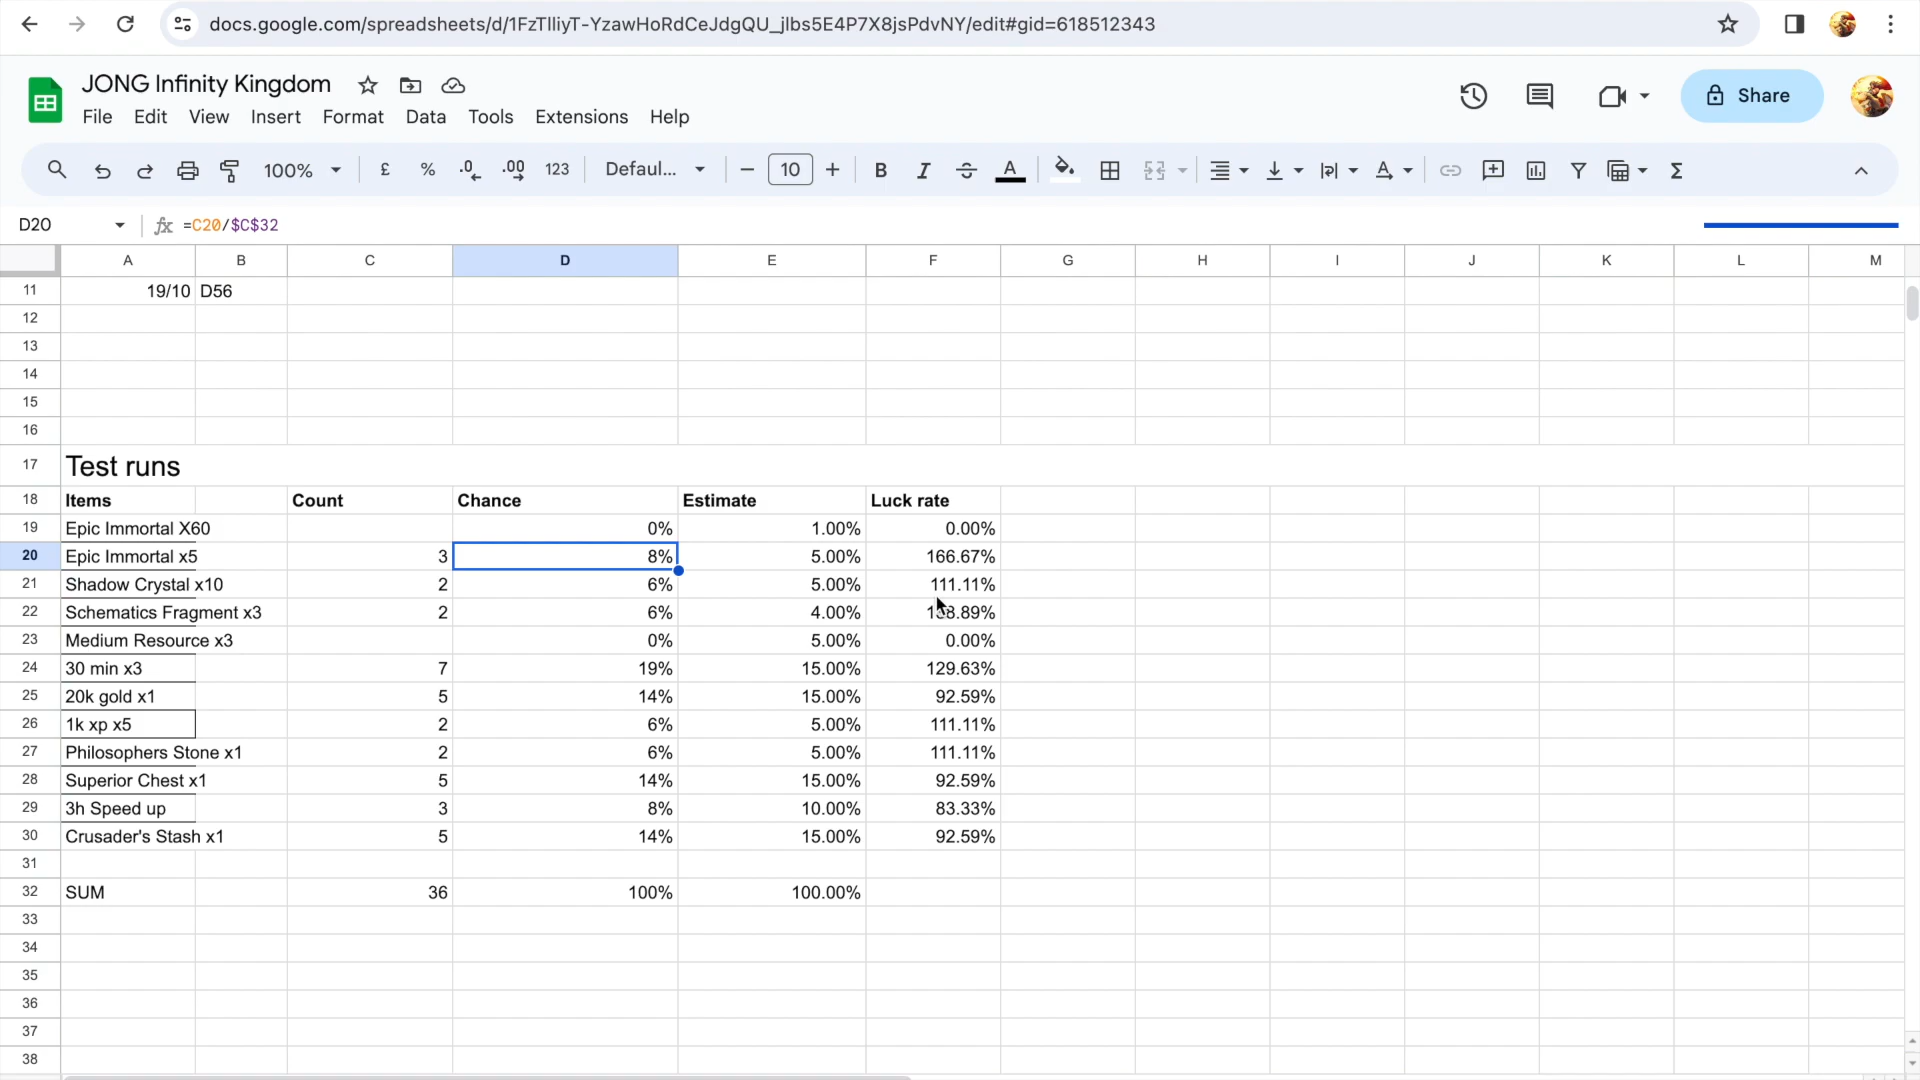 docs.google.com/spreadsheets/d/1FzTlliyT-YzawHoRdCeJdgQU_jlbs5E4P7X8jsPdvNY/edit#gid=618512343
JONG Infinity Kingdom
File Edit View Insert Format Data Tools Extensions Help
Share
100% £ % .0 .00 123 Defaul... 10 B I A
D20 fx =C20/$C$32
A B C D E F G H I J K L M
11 19/10 D56
12
13
14
15
16
17 Test runs
18 Items Count Chance Estimate Luck rate
19 Epic Immortal X60 0% 1.00% 0.00%
20 Epic Immortal x5 3 8% 5.00% 166.67%
21 Shadow Crystal x10 2 6% 5.00% 111.11%
22 Schematics Fragment x3 2 6% 4.00%
23 Medium Resource x3 0% 5.00% 0.00%
24 30 min x3 7 19% 15.00% 129.63%
25 20k gold x1 5 14% 15.00% 92.59%
26 1k xp x5 2 6% 5.00% 111.11%
27 Philosophers Stone x1 2 6% 5.00% 111.11%
28 Superior Chest x1 5 14% 15.00% 92.59%
29 3h Speed up 3 8% 10.00% 83.33%
30 Crusader's Stash x1 5 14% 15.00% 92.59%
31
32 SUM 36 100% 100.00%
33
34
35
36
37
38